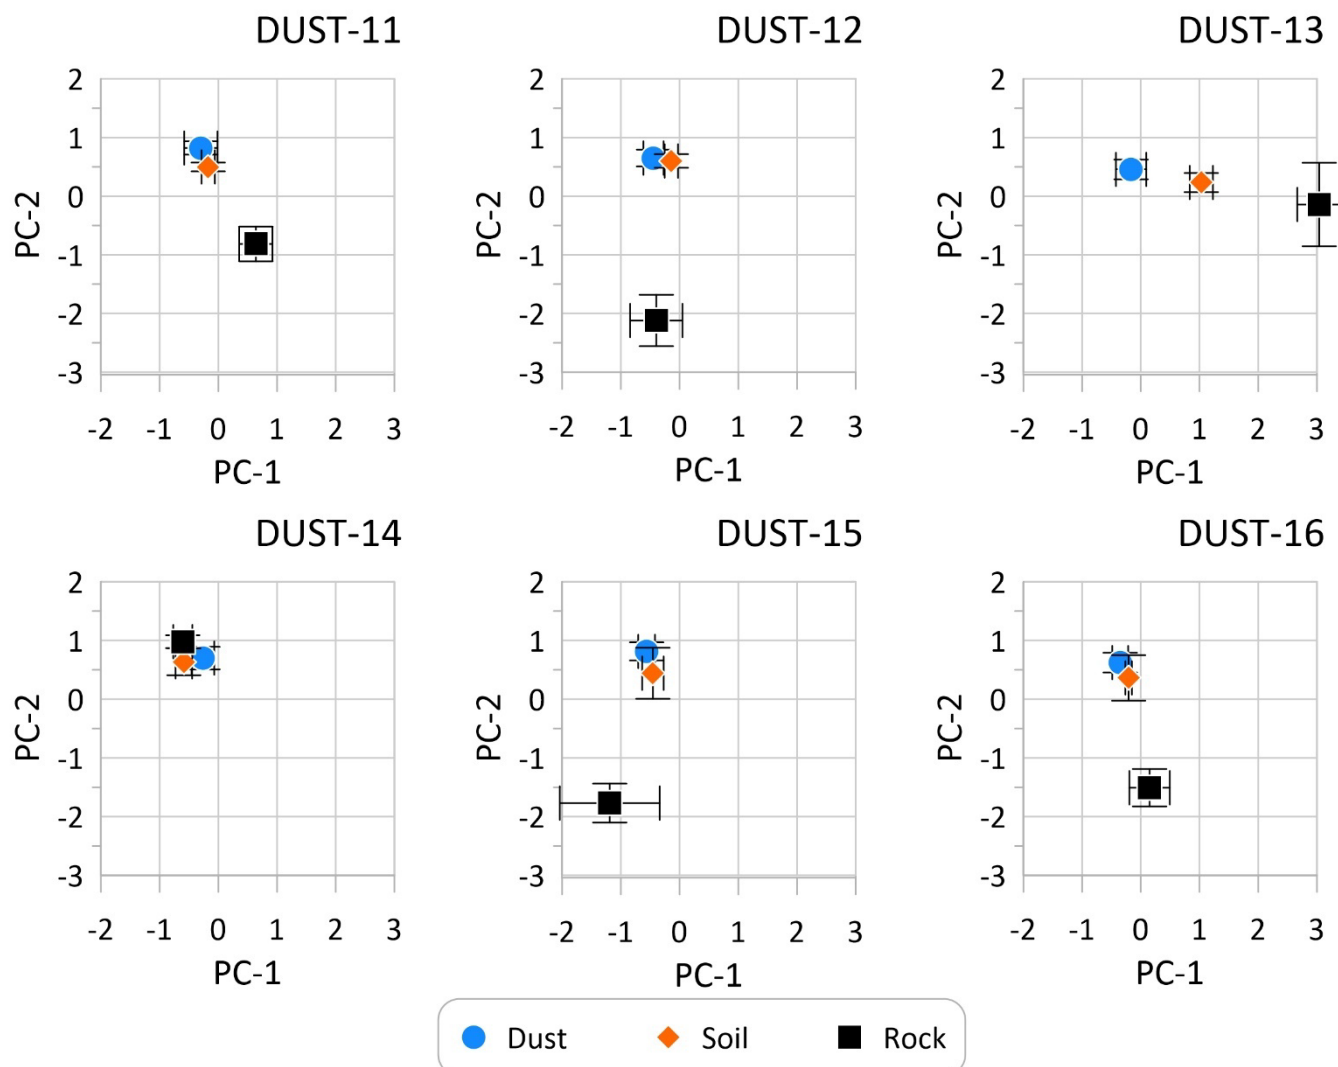 DUST-11 DUST-12 DUST-13
2 2 2
1 1 1
0 0 0
-1 -1 -1
-2 -2 -2
-3 -3 -3
PC-2 PC-2 PC-2
-2 -1 0 1 2 3 -2 -1 0 1 2 3 -2 -1 0 1 2 3
PC-1 PC-1 PC-1
DUST-14 DUST-15 DUST-16
2 2 2
1 1 1
0 0 0
-1 -1 -1
-2 -2 -2
-3 -3 -3
PC-2 PC-2 PC-2
-2 -1 0 1 2 3 -2 -1 0 1 2 3 -2 -1 0 1 2 3
PC-1 PC-1 PC-1
Dust Soil Rock